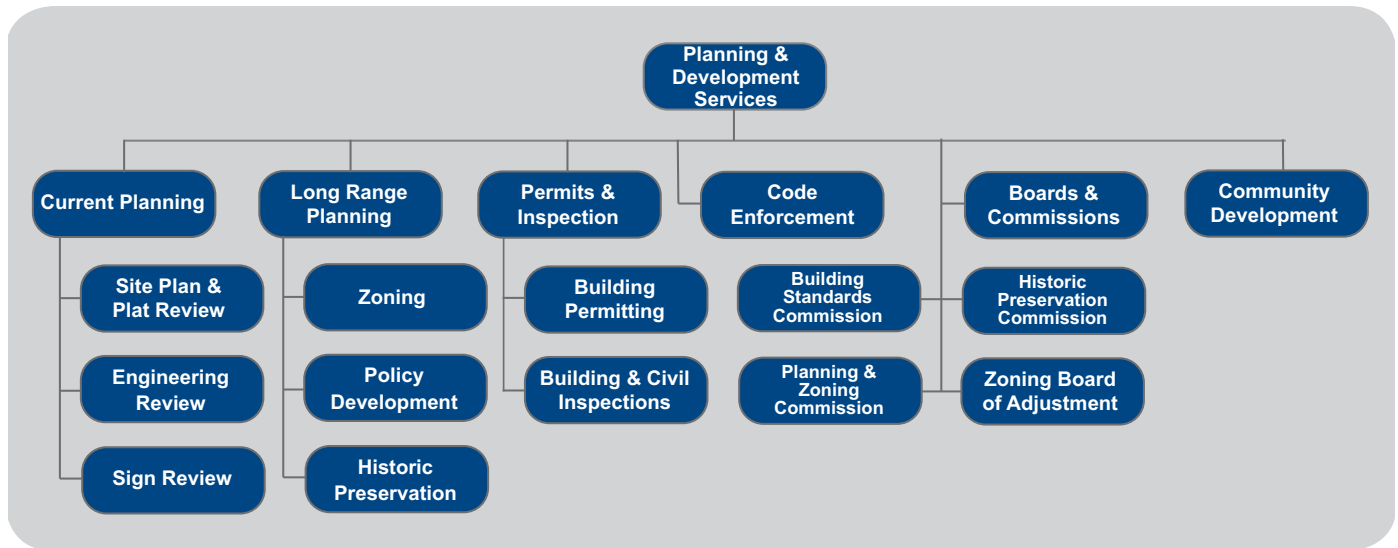 Planning &
Development
Services
Current Planning
Long Range
Planning
Permits &
Inspection
Code
Enforcement
Boards &
Commissions
Community
Development
Site Plan &
Plat Review
Zoning
Building
Permitting
Building
Standards
Commission
Historic
Preservation
Commission
Engineering
Review
Policy
Development
Building & Civil
Inspections
Planning &
Zoning
Commission
Zoning Board
of Adjustment
Sign Review
Historic
Preservation